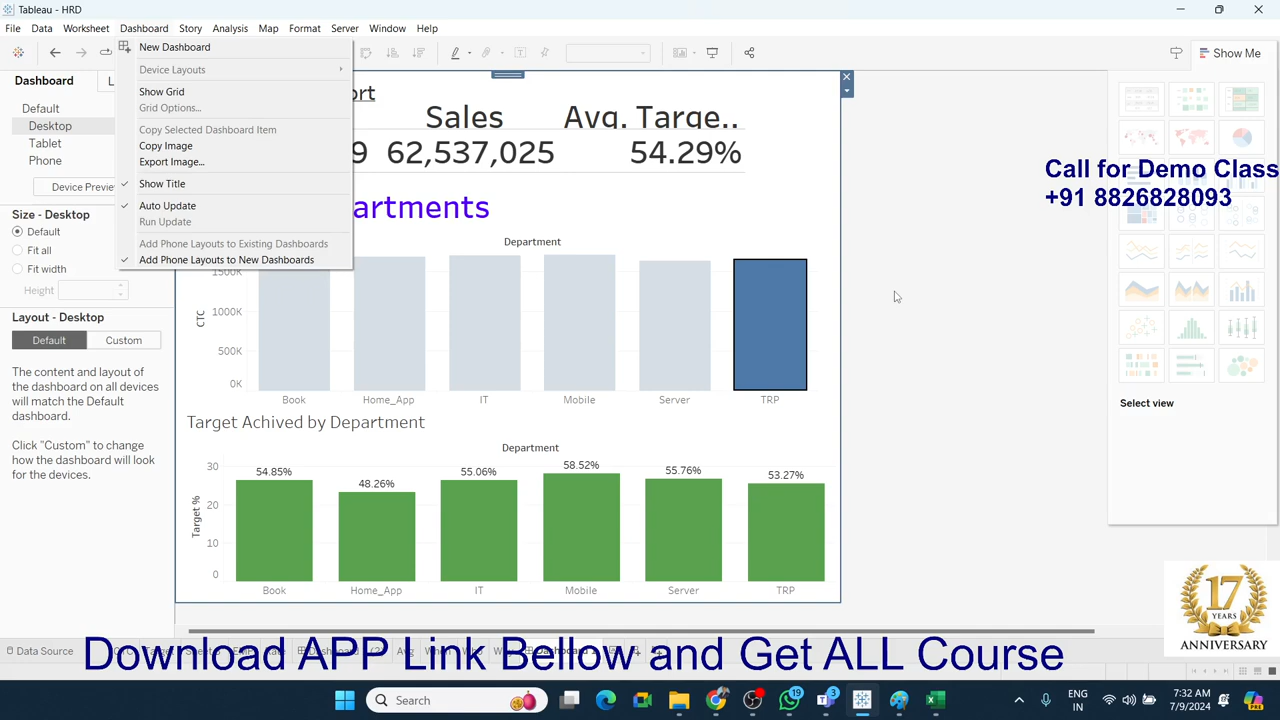 Tableau - HRD
File Data Worksheet Dashboard Story Analysis Map Format Server Window Help
New Dashboard
Device Layouts
Show Grid
Grid Options...
Copy Selected Dashboard Item
Copy Image
Export Image...
Show Title
Auto Update
Run Update
Add Phone Layouts to Existing Dashboards
Add Phone Layouts to New Dashboards
Show Me
Dashboard L
Default
Desktop
Tablet
Phone
Device Preview
Size - Desktop
Default
Fit all
Fit width
Height
Layout - Desktop
Default Custom
The content and layout of
the dashboard on all devices
will match the Default
dashboard.
Click "Custom" to change
how the dashboard will look
for the devices.
ort
Sales Avg. Targe..
9 62,537,025 54.29%
artments
Department
1500K
1000K
500K
0K
CTC
Book Home_App IT Mobile Server TRP
Target Achived by Department
Department
30
20
10
0
Target %
54.85% 48.26% 55.06% 58.52% 55.76% 53.27%
Book Home_App IT Mobile Server TRP
Call for Demo Class
+91 8826828093
Select view
17
YEARS
ANNIVERSARY
Data Source
Download APP Link Bellow and Get ALL Course
Search
19
3
ENG
IN
7:32 AM
7/9/2024